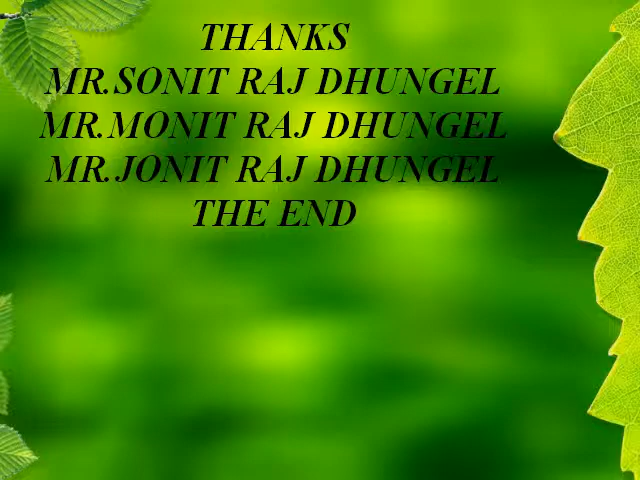 THANKS
MR.SONIT RAJ DHUNGEL
MR.MONIT RAJ DHUNGEL
MR.JONIT RAJ DHUNGEL
THE END